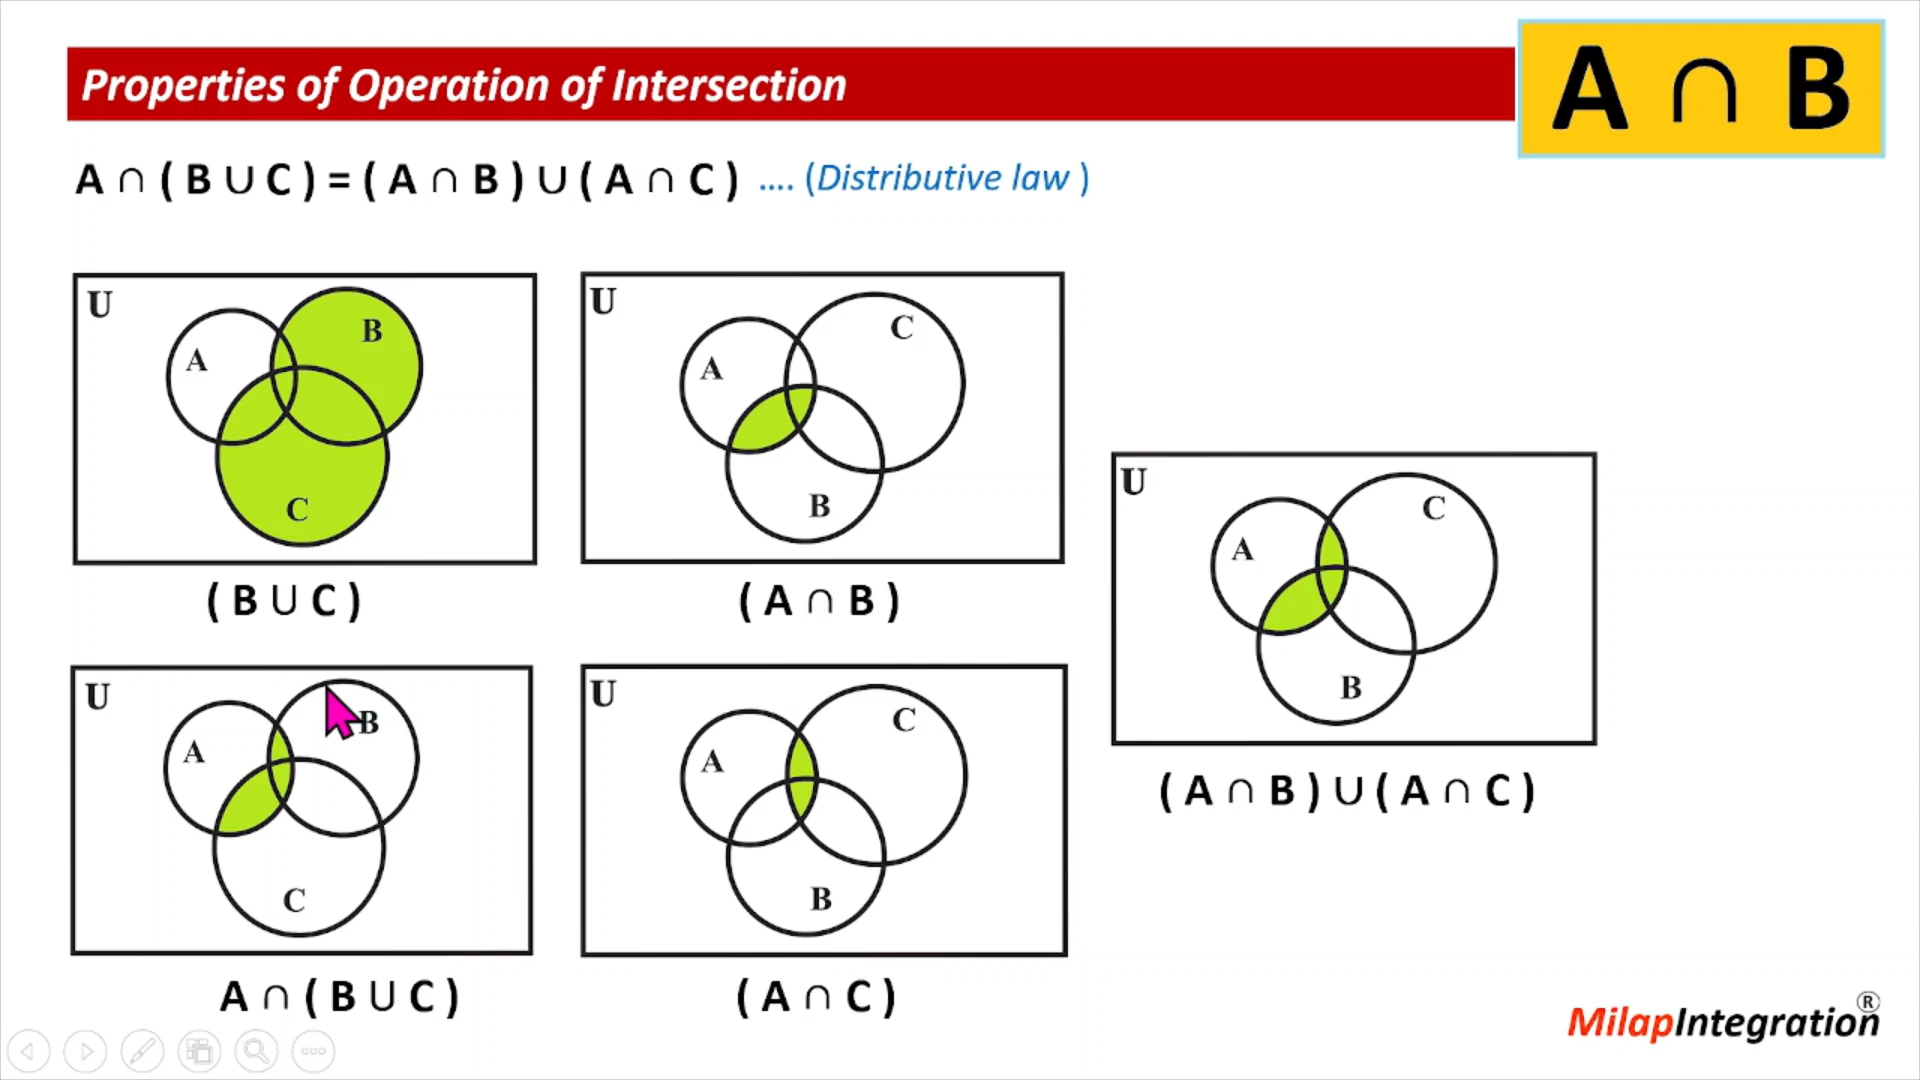 Properties of Operation of Intersection
A ∩ B
A ∩ ( B ∪ C ) = ( A ∩ B ) ∪ ( A ∩ C ) .... (Distributive law )
U
A
B
C
( B ∪ C )
U
A
C
B
( A ∩ B )
U
A
B
C
A ∩ ( B ∪ C )
U
A
C
B
( A ∩ C )
U
A
C
B
( A ∩ B ) ∪ ( A ∩ C )
MilapIntegration®